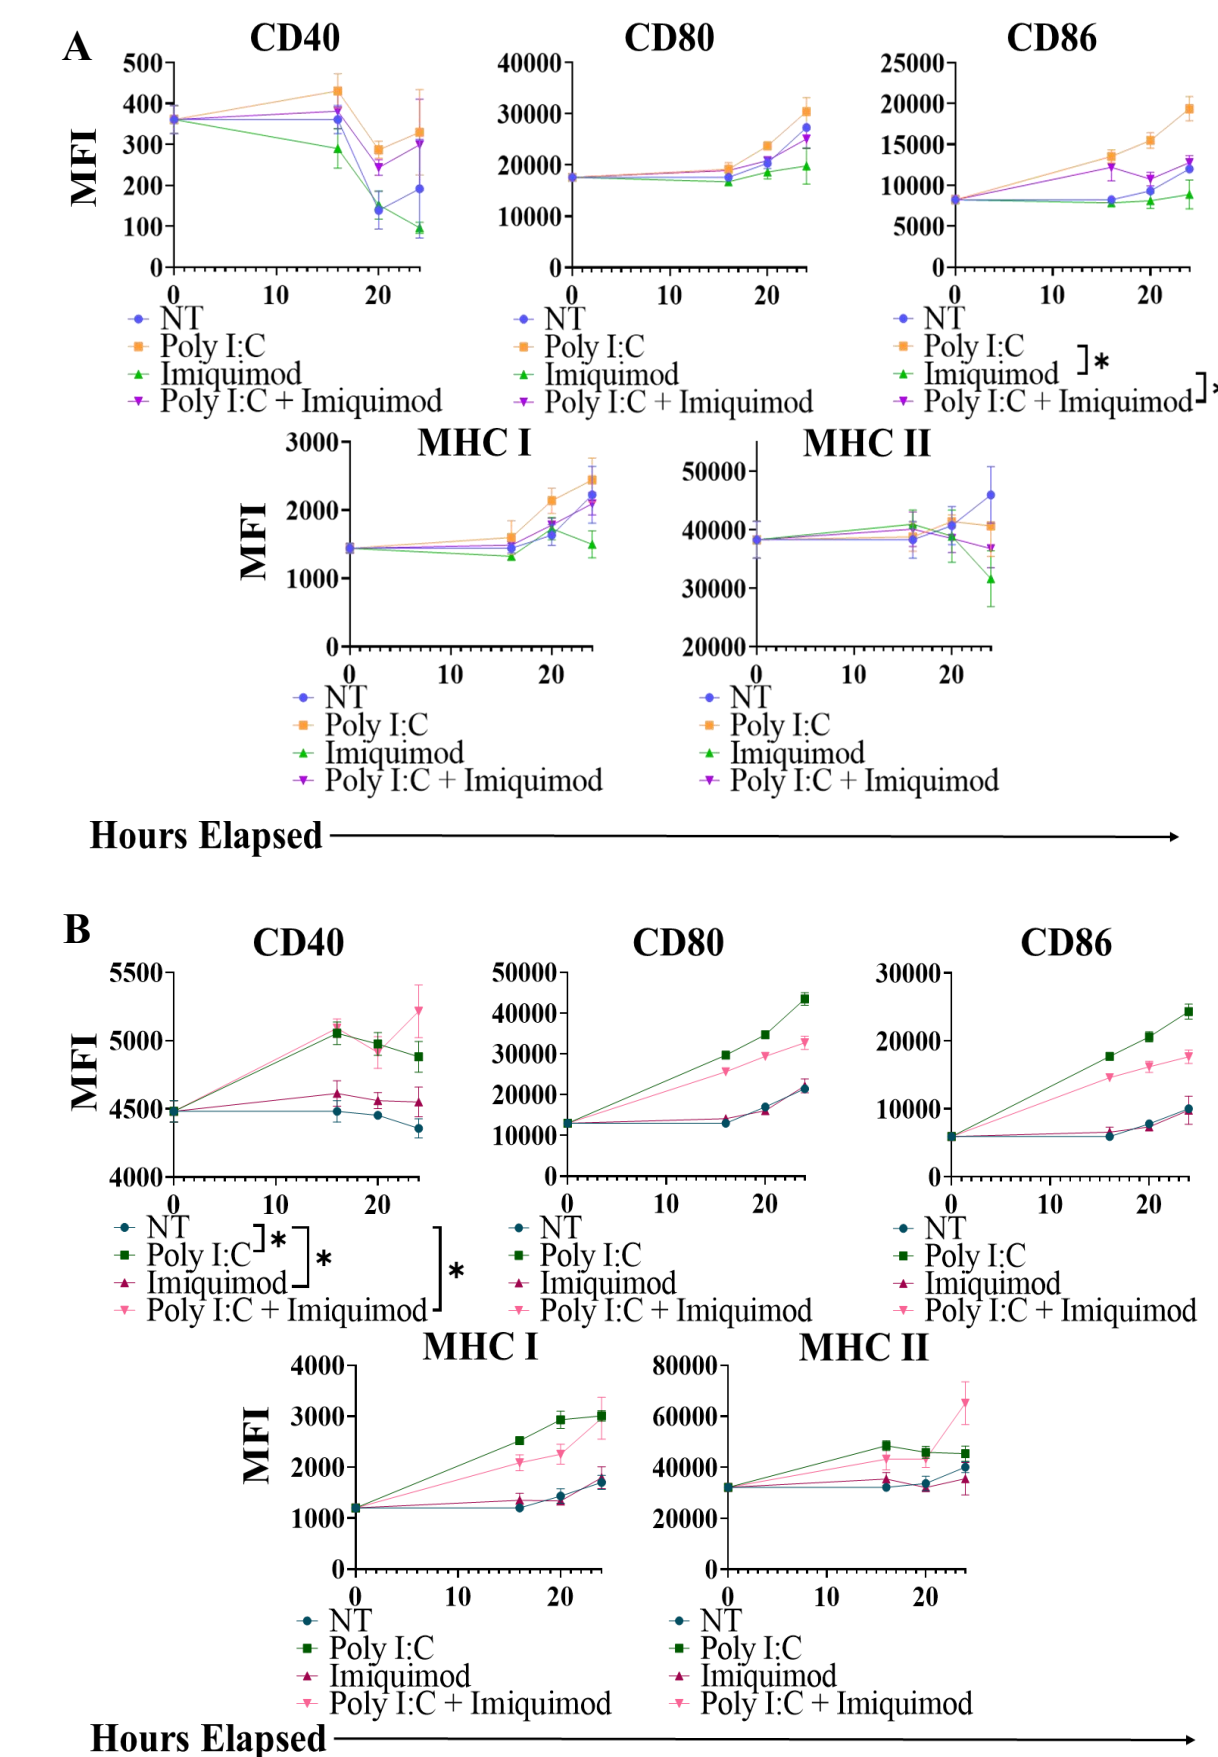 A
CD40
CD80
CD86
MFI
500
400
300
200
100
0
0
10
20
40000
30000
20000
10000
0
0
10
20
25000
20000
15000
10000
5000
0
0
10
20
NT
Poly I:C
Imiquimod
Poly I:C + Imiquimod
NT
Poly I:C
Imiquimod
Poly I:C + Imiquimod
NT
Poly I:C
Imiquimod
Poly I:C + Imiquimod
*
MHC I
MHC II
MFI
3000
2000
1000
0
0
10
20
50000
40000
30000
20000
0
10
20
NT
Poly I:C
Imiquimod
Poly I:C + Imiquimod
NT
Poly I:C
Imiquimod
Poly I:C + Imiquimod
Hours Elapsed
B
CD40
CD80
CD86
MFI
5500
5000
4500
4000
0
10
20
50000
40000
30000
20000
10000
0
0
10
20
30000
20000
10000
0
0
10
20
NT
Poly I:C
Imiquimod
Poly I:C + Imiquimod
*
*
*
NT
Poly I:C
Imiquimod
Poly I:C + Imiquimod
NT
Poly I:C
Imiquimod
Poly I:C + Imiquimod
MHC I
MHC II
MFI
4000
3000
2000
1000
0
0
10
20
80000
60000
40000
20000
0
0
10
20
NT
Poly I:C
Imiquimod
Poly I:C + Imiquimod
NT
Poly I:C
Imiquimod
Poly I:C + Imiquimod
Hours Elapsed